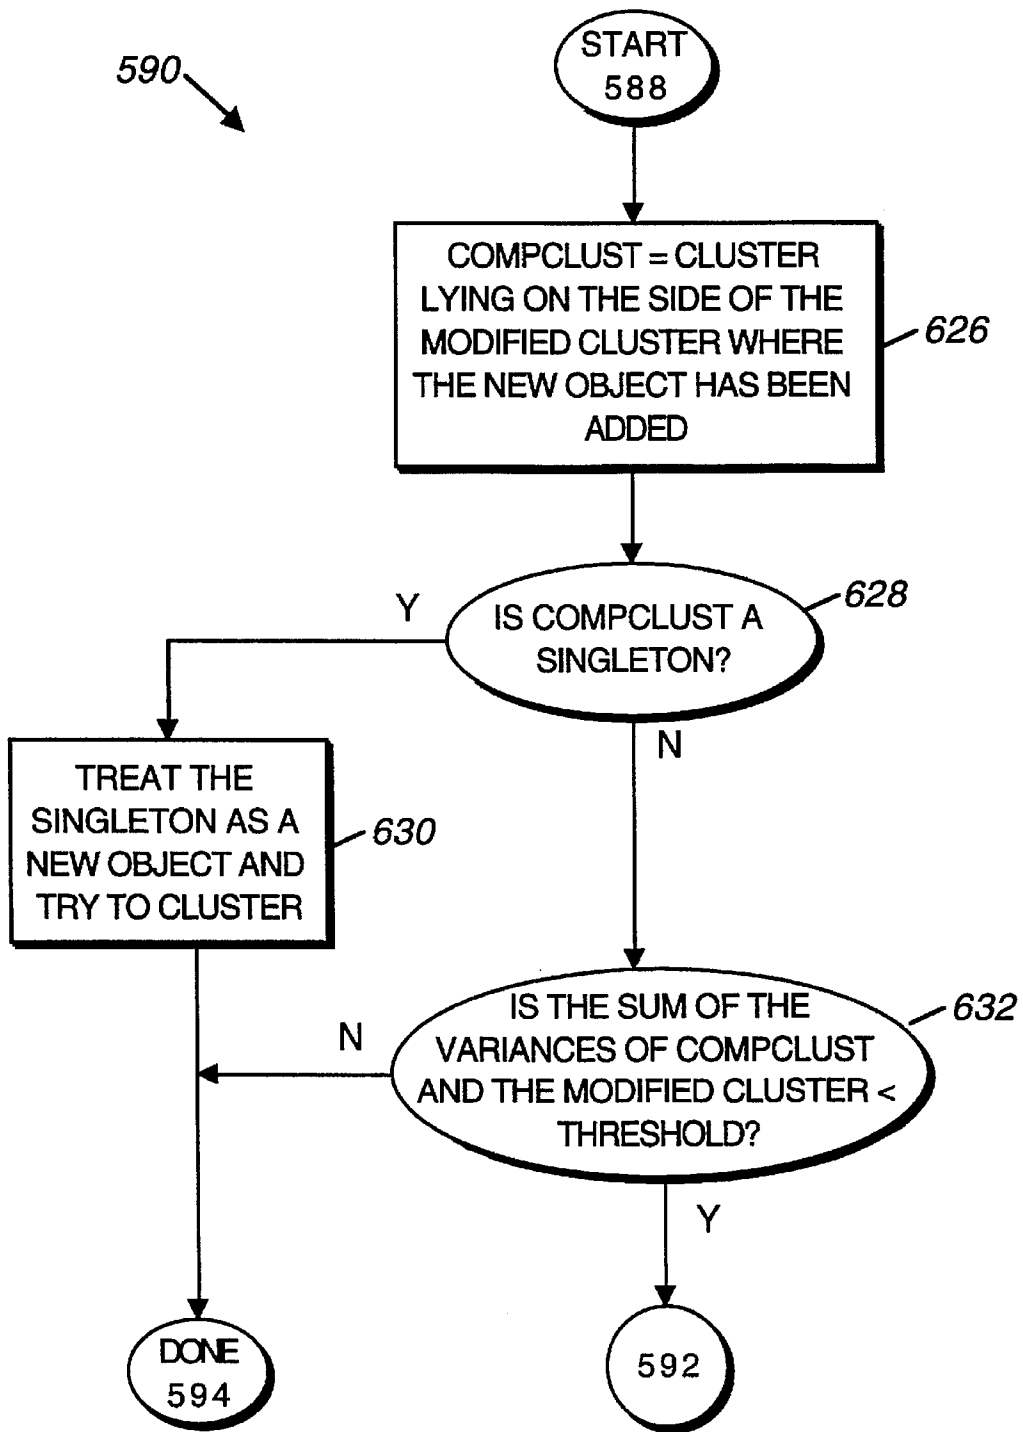 590
START
588
COMPCLUST = CLUSTER
LYING ON THE SIDE OF THE
MODIFIED CLUSTER WHERE
THE NEW OBJECT HAS BEEN
ADDED
626
IS COMPCLUST A
SINGLETON?
628
Y
N
TREAT THE
SINGLETON AS A
NEW OBJECT AND
TRY TO CLUSTER
630
IS THE SUM OF THE
VARIANCES OF COMPCLUST
AND THE MODIFIED CLUSTER <
THRESHOLD?
632
N
Y
DONE
594
592